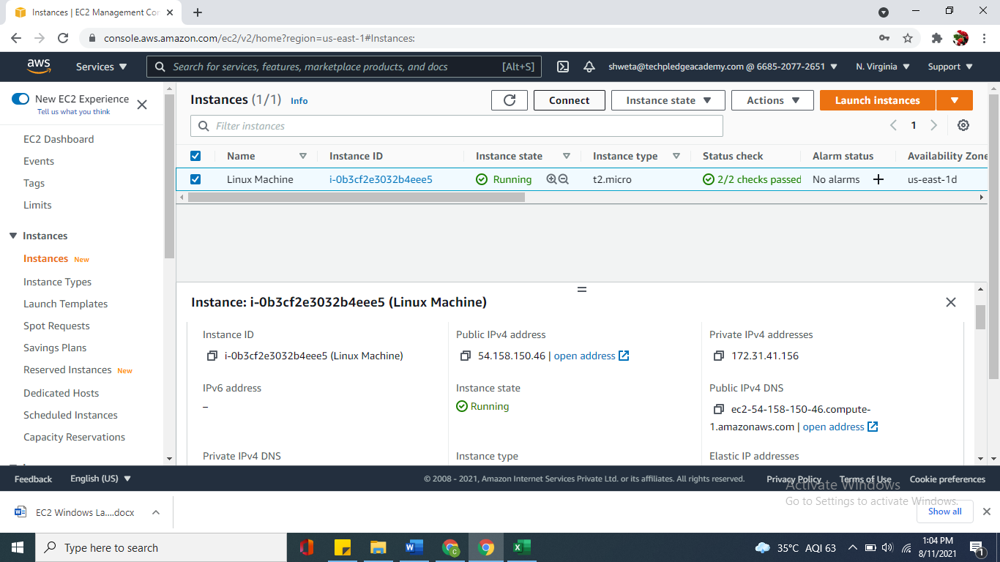 Instances | EC2 Management Con
console.aws.amazon.com/ec2/v2/home?region=us-east-1#Instances:
aws
Services
Search for services, features, marketplace products, and docs [Alt+S]
shweta@techpledgeacademy.com @ 6685-2077-2651
N. Virginia
Support
New EC2 Experience
Tell us what you think
EC2 Dashboard
Events
Tags
Limits
Instances
Instances New
Instance Types
Launch Templates
Spot Requests
Savings Plans
Reserved Instances New
Dedicated Hosts
Scheduled Instances
Capacity Reservations
Instances (1/1) Info
Connect
Instance state
Actions
Launch instances
Filter instances
1
Name Instance ID Instance state Instance type Status check Alarm status Availability Zone
Linux Machine i-0b3cf2e3032b4eee5 Running t2.micro 2/2 checks passed No alarms us-east-1d
Instance: i-0b3cf2e3032b4eee5 (Linux Machine)
Instance ID
i-0b3cf2e3032b4eee5 (Linux Machine)
Public IPv4 address
54.158.150.46 | open address
Private IPv4 addresses
172.31.41.156
IPv6 address
–
Instance state
Running
Public IPv4 DNS
ec2-54-158-150-46.compute-
1.amazonaws.com | open address
Private IPv4 DNS
Instance type
Elastic IP addresses
Feedback
English (US)
© 2008 - 2021, Amazon Internet Services Private Ltd. or its affiliates. All rights reserved.
Privacy Policy
Terms of Use
Cookie preferences
Activate Windows
Go to Settings to activate Windows.
EC2 Windows La....docx
Show all
Type here to search
35°C AQI 63
1:04 PM
8/11/2021
1